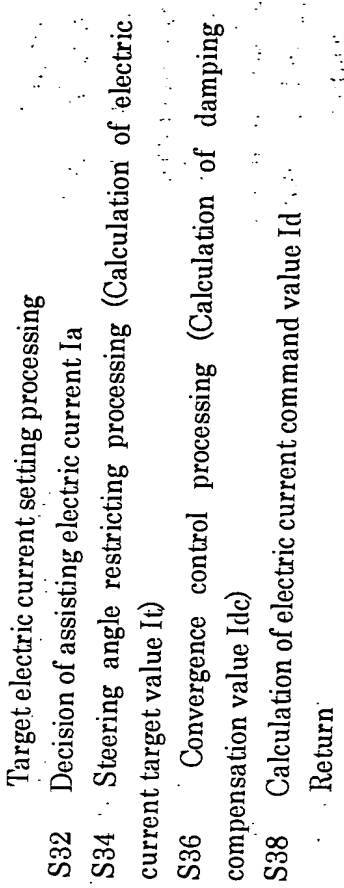 Target electric current setting processing
S32 Decision of assisting electric current Ia
S34 Steering angle restricting processing (Calculation of electric
current target value It)
S36 Convergence control processing (Calculation of damping
compensation value Idc)
S38 Calculation of electric current command value Id
Return